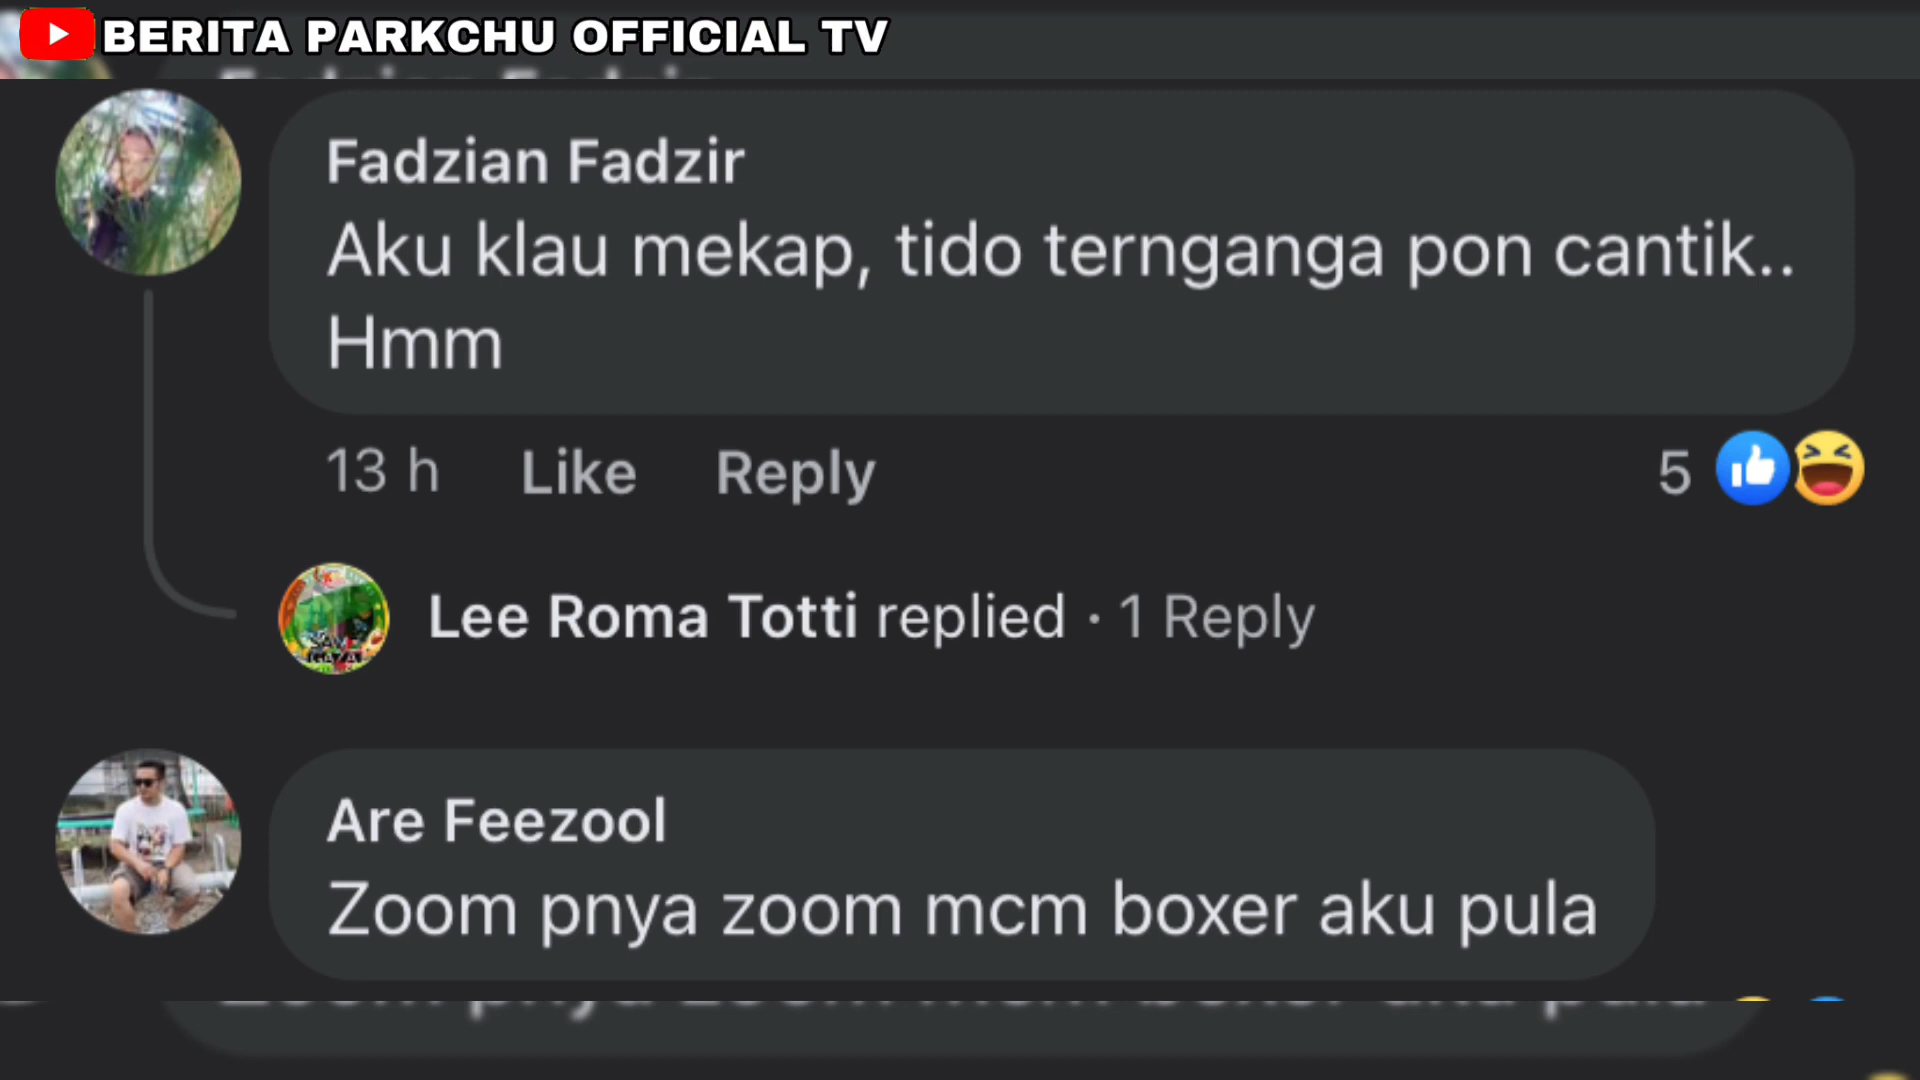 BERITA PARKCHU OFFICIAL TV
Fadzian Fadzir
Aku klau mekap, tido ternganga pon cantik..
Hmm
13 h Like Reply 5
Lee Roma Totti replied · 1 Reply
Are Feezool
Zoom pnya zoom mcm boxer aku pula